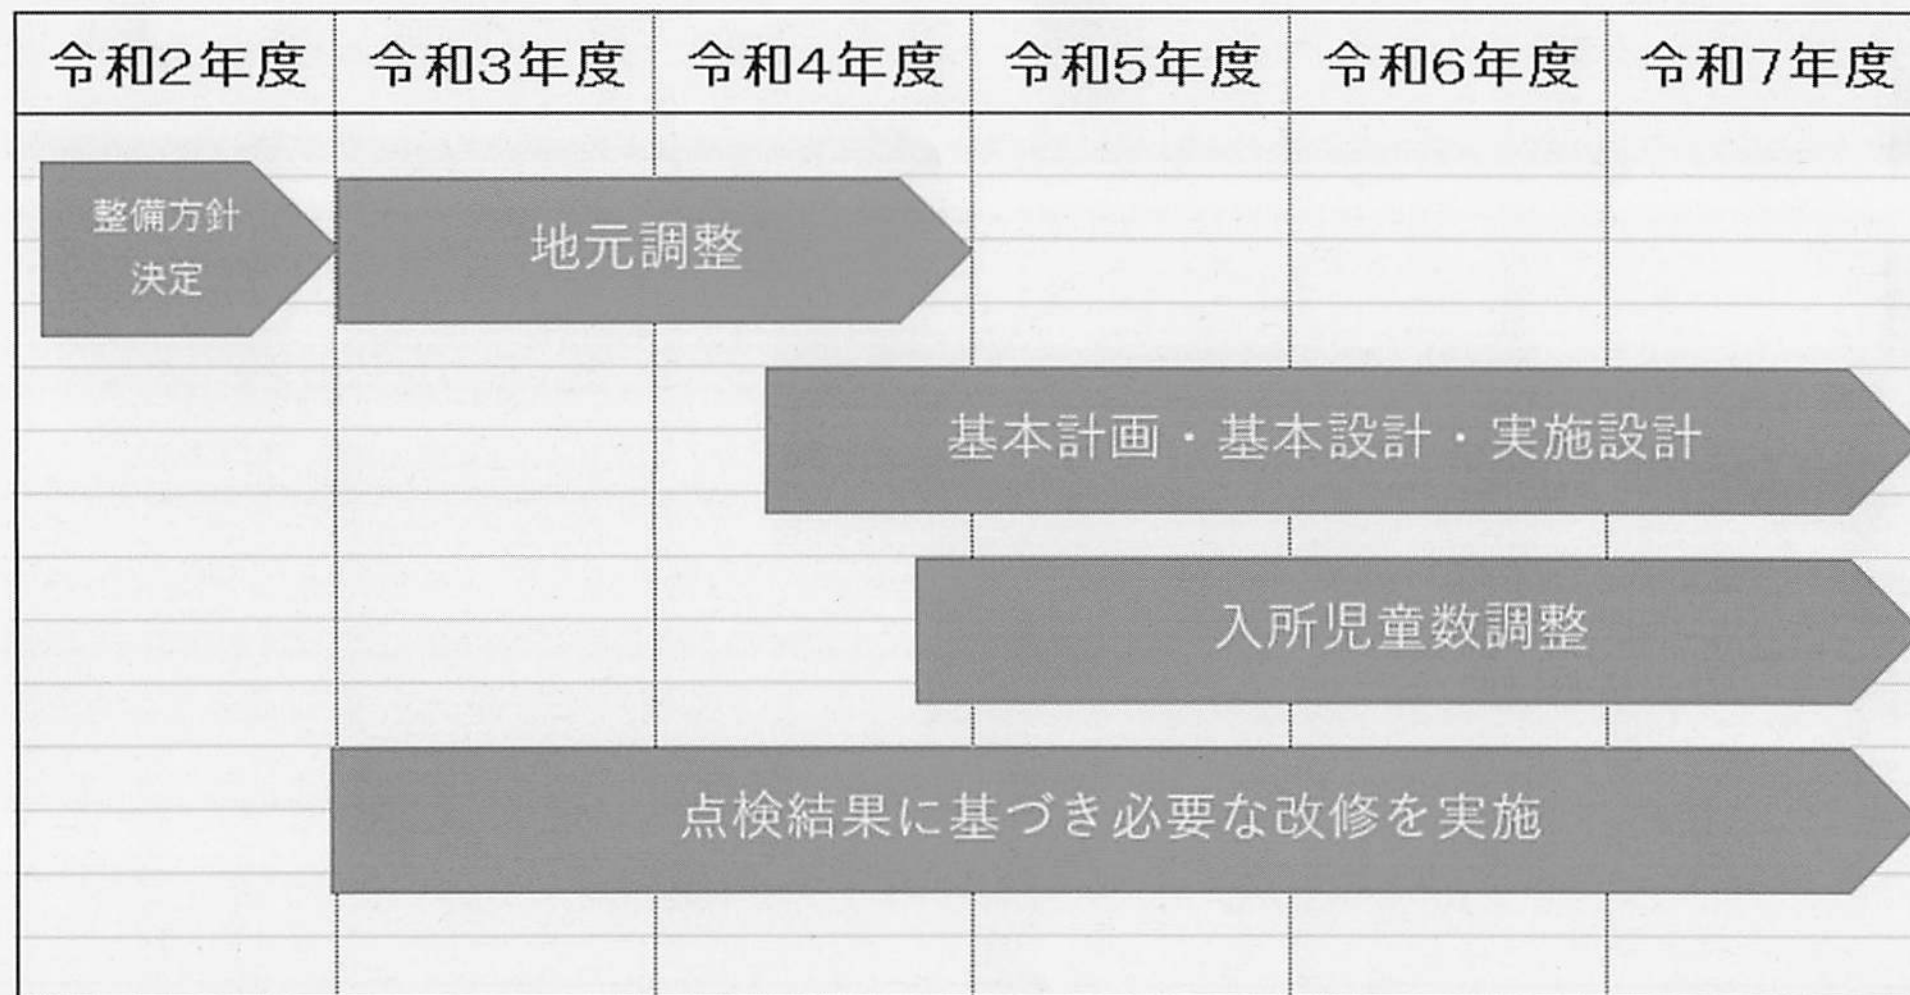 令和2年度 令和3年度 令和4年度 令和5年度 令和6年度 令和7年度
整備方針
決定
地元調整
基本計画・基本設計・実施設計
入所児童数調整
点検結果に基づき必要な改修を実施